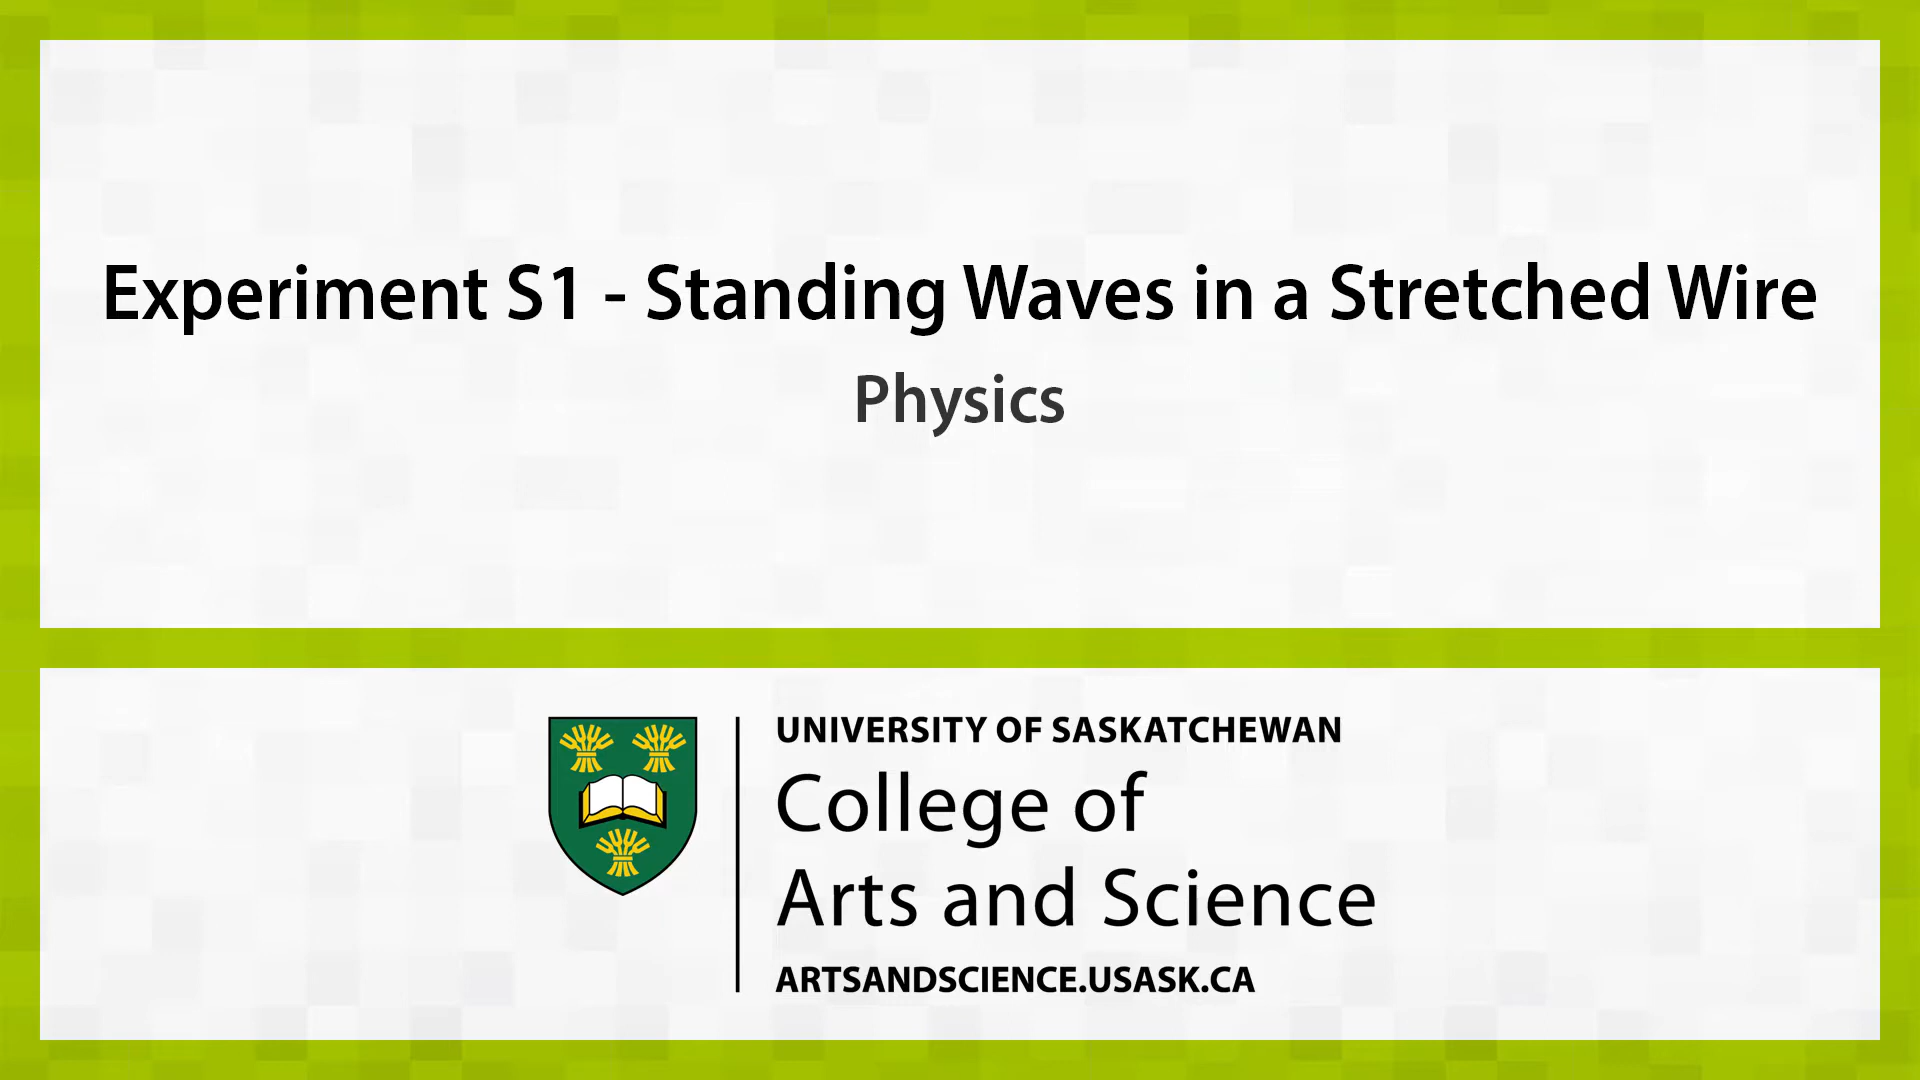 Experiment S1 - Standing Waves in a Stretched Wire
Physics
UNIVERSITY OF SASKATCHEWAN
College of
Arts and Science
ARTSANDSCIENCE.USASK.CA